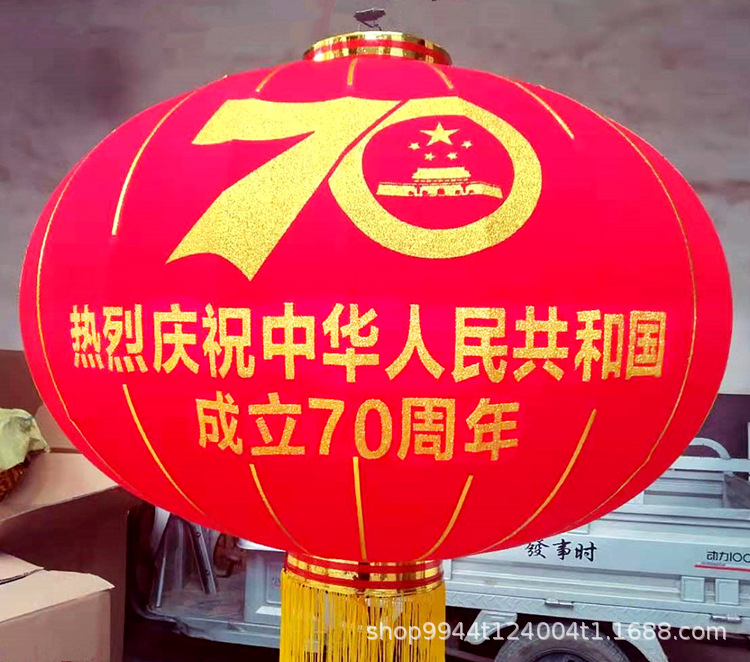 70
热烈庆祝中华人民共和国
成立70周年
發事时
动力100
shop9944t124004t1.1688.com